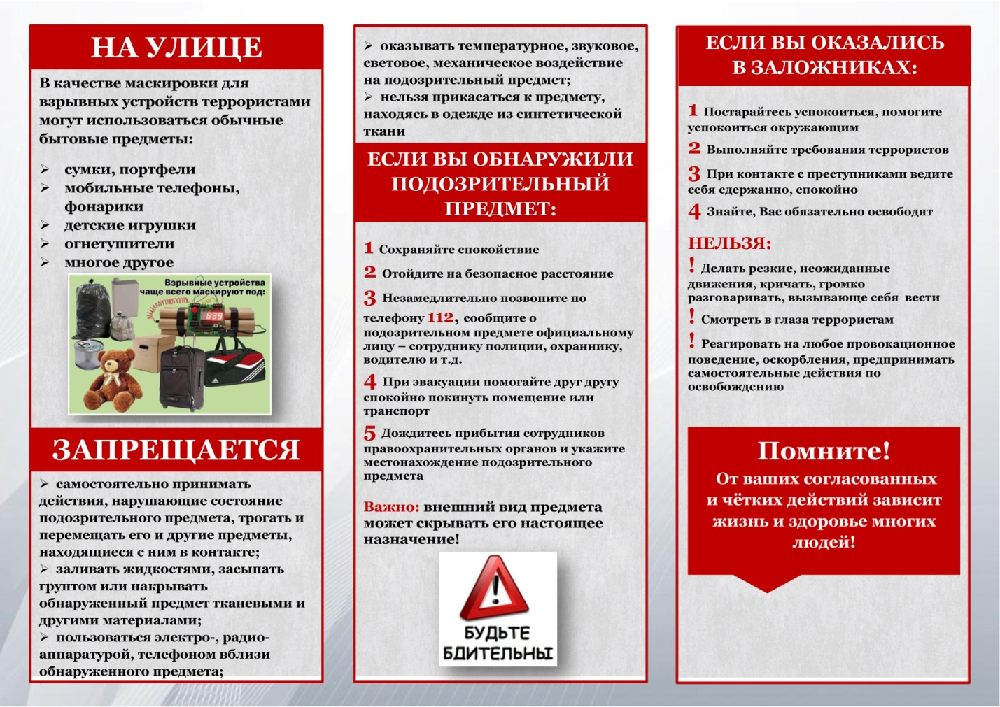 НА УЛИЦЕ
В качестве маскировки для
взрывных устройств террористами
могут использоваться обычные
бытовые предметы:
➢ сумки, портфели
➢ мобильные телефоны,
фонарики
➢ детские игрушки
➢ огнетушители
➢ многое другое
Взрывные устройства
чаще всего маскируют под:
6:39
adidas
ЗАПРЕЩАЕТСЯ
➢ самостоятельно принимать
действия, нарушающие состояние
подозрительного предмета, трогать и
перемещать его и другие предметы,
находящиеся с ним в контакте;
➢ заливать жидкостями, засыпать
грунтом или накрывать
обнаруженный предмет тканевыми и
другими материалами;
➢ пользоваться электро-, радио-
аппаратурой, телефоном вблизи
обнаруженного предмета;
➢ оказывать температурное, звуковое,
световое, механическое воздействие
на подозрительный предмет;
➢ нельзя прикасаться к предмету,
находясь в одежде из синтетической
ткани
ЕСЛИ ВЫ ОБНАРУЖИЛИ
ПОДОЗРИТЕЛЬНЫЙ
ПРЕДМЕТ:
1 Сохраняйте спокойствие
2 Отойдите на безопасное расстояние
3 Незамедлительно позвоните по
телефону 112, сообщите о
подозрительном предмете официальному
лицу – сотруднику полиции, охраннику,
водителю и т.д.
4 При эвакуации помогайте друг другу
спокойно покинуть помещение или
транспорт
5 Дождитесь прибытия сотрудников
правоохранительных органов и укажите
местонахождение подозрительного
предмета
Важно: внешний вид предмета
может скрывать его настоящее
назначение!
!
БУДЬТЕ
БДИТЕЛЬНЫ
ЕСЛИ ВЫ ОКАЗАЛИСЬ
В ЗАЛОЖНИКАХ:
1 Постарайтесь успокоиться, помогите
успокоиться окружающим
2 Выполняйте требования террористов
3 При контакте с преступниками ведите
себя сдержанно, спокойно
4 Знайте, Вас обязательно освободят
НЕЛЬЗЯ:
! Делать резкие, неожиданные
движения, кричать, громко
разговаривать, вызывающе себя вести
! Смотреть в глаза террористам
! Реагировать на любое провокационное
поведение, оскорбления, предпринимать
самостоятельные действия по
освобождению
Помните!
От ваших согласованных
и чётких действий зависит
жизнь и здоровье многих
людей!